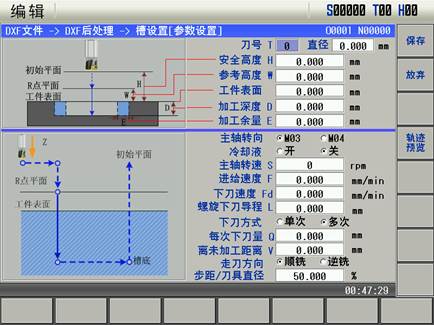 编辑
S00000 T00 H00
DXF文件 -> DXF后处理 -> 槽设置[参数设置]
O0001 N00000
刀号 T 0 直径 0.000 mm
安全高度 H 0.000 mm
参考高度 W 0.000 mm
工件表面 0.000 mm
加工深度 D 0.000 mm
加工余量 E 0.000 mm
初始平面
R点平面
工件表面
H
W
D
E
主轴转向 M03 M04
冷却液 开 关
主轴转速 S 0 rpm
进给速度 F 0.000 mm/min
下刀速度 Fd 0.000 mm/min
螺旋下刀导程 L 0.000 mm
下刀方式 单次 多次
每次下刀量 Q 0.000 mm
离未加工距离 V 0.000 mm
走刀方向 顺铣 逆铣
步距/刀具直径 50.000 %
Z
初始平面
R点平面
工件表面
槽底
保存
放弃
轨迹
预览
00:47:29